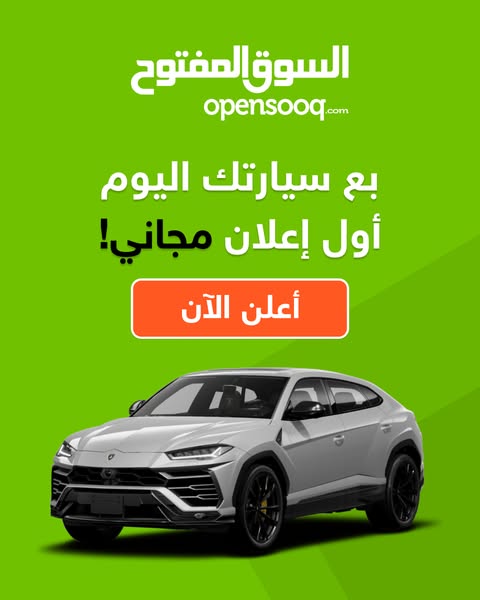 السوق المفتوح
opensooq.com
بع سيارتك اليوم
أول إعلان مجاني!
أعلن الآن